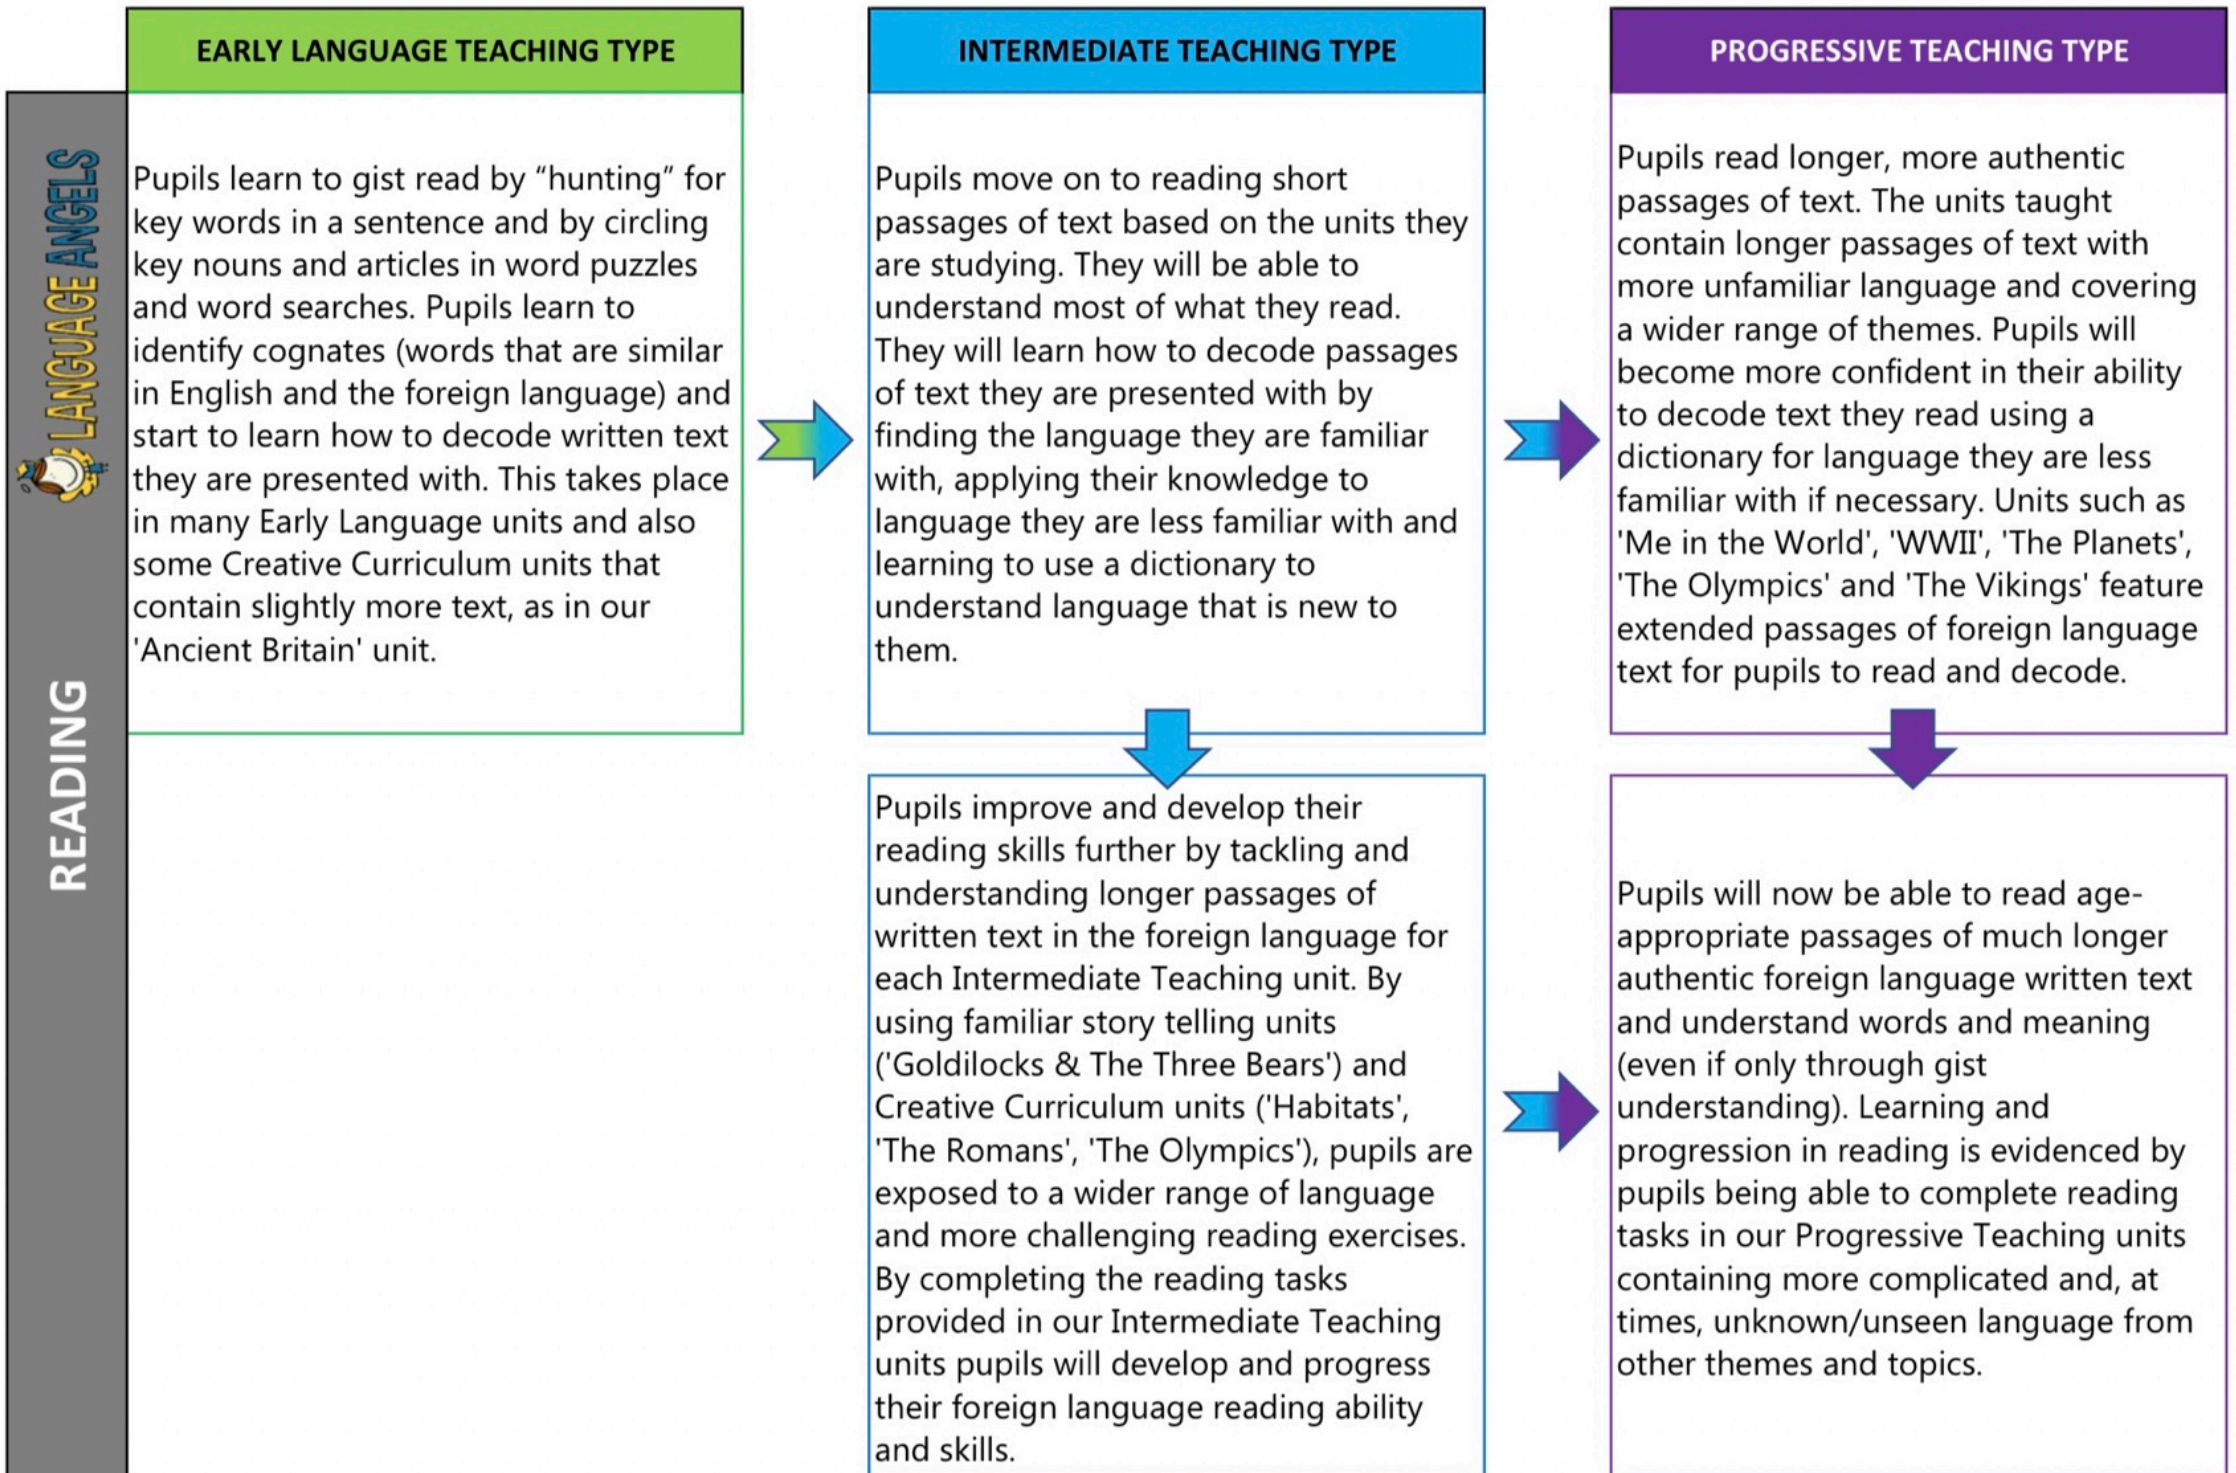 EARLY LANGUAGE TEACHING TYPE
INTERMEDIATE TEACHING TYPE
PROGRESSIVE TEACHING TYPE
LANGUAGE ANGELS
READING
Pupils learn to gist read by “hunting” for
key words in a sentence and by circling
key nouns and articles in word puzzles
and word searches. Pupils learn to
identify cognates (words that are similar
in English and the foreign language) and
start to learn how to decode written text
they are presented with. This takes place
in many Early Language units and also
some Creative Curriculum units that
contain slightly more text, as in our
'Ancient Britain' unit.
Pupils move on to reading short
passages of text based on the units they
are studying. They will be able to
understand most of what they read.
They will learn how to decode passages
of text they are presented with by
finding the language they are familiar
with, applying their knowledge to
language they are less familiar with and
learning to use a dictionary to
understand language that is new to
them.
Pupils read longer, more authentic
passages of text. The units taught
contain longer passages of text with
more unfamiliar language and covering
a wider range of themes. Pupils will
become more confident in their ability
to decode text they read using a
dictionary for language they are less
familiar with if necessary. Units such as
'Me in the World', 'WWII', 'The Planets',
'The Olympics' and 'The Vikings' feature
extended passages of foreign language
text for pupils to read and decode.
Pupils improve and develop their
reading skills further by tackling and
understanding longer passages of
written text in the foreign language for
each Intermediate Teaching unit. By
using familiar story telling units
('Goldilocks & The Three Bears') and
Creative Curriculum units ('Habitats',
'The Romans', 'The Olympics'), pupils are
exposed to a wider range of language
and more challenging reading exercises.
By completing the reading tasks
provided in our Intermediate Teaching
units pupils will develop and progress
their foreign language reading ability
and skills.
Pupils will now be able to read age-
appropriate passages of much longer
authentic foreign language written text
and understand words and meaning
(even if only through gist
understanding). Learning and
progression in reading is evidenced by
pupils being able to complete reading
tasks in our Progressive Teaching units
containing more complicated and, at
times, unknown/unseen language from
other themes and topics.